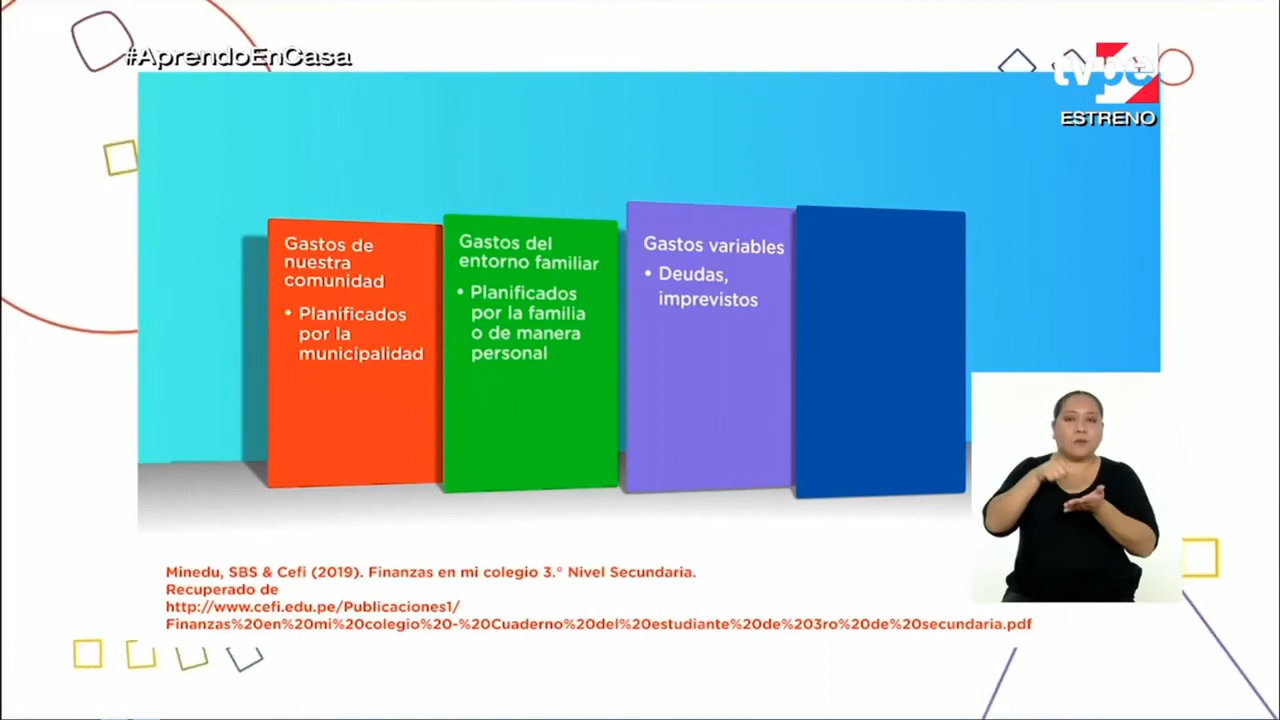 #AprendoEnCasa
tvpe
ESTRENO
Gastos de
nuestra
comunidad
• Planificados
por la
municipalidad
Gastos del
entorno familiar
• Planificados
por la familia
o de manera
personal
Gastos variables
• Deudas,
imprevistos
Minedu, SBS & Cefi (2019). Finanzas en mi colegio 3.° Nivel Secundaria.
Recuperado de
http://www.cefi.edu.pe/Publicaciones1/
Finanzas%20en%20mi%20colegio%20-%20Cuaderno%20del%20estudiante%20de%203ro%20de%20secundaria.pdf